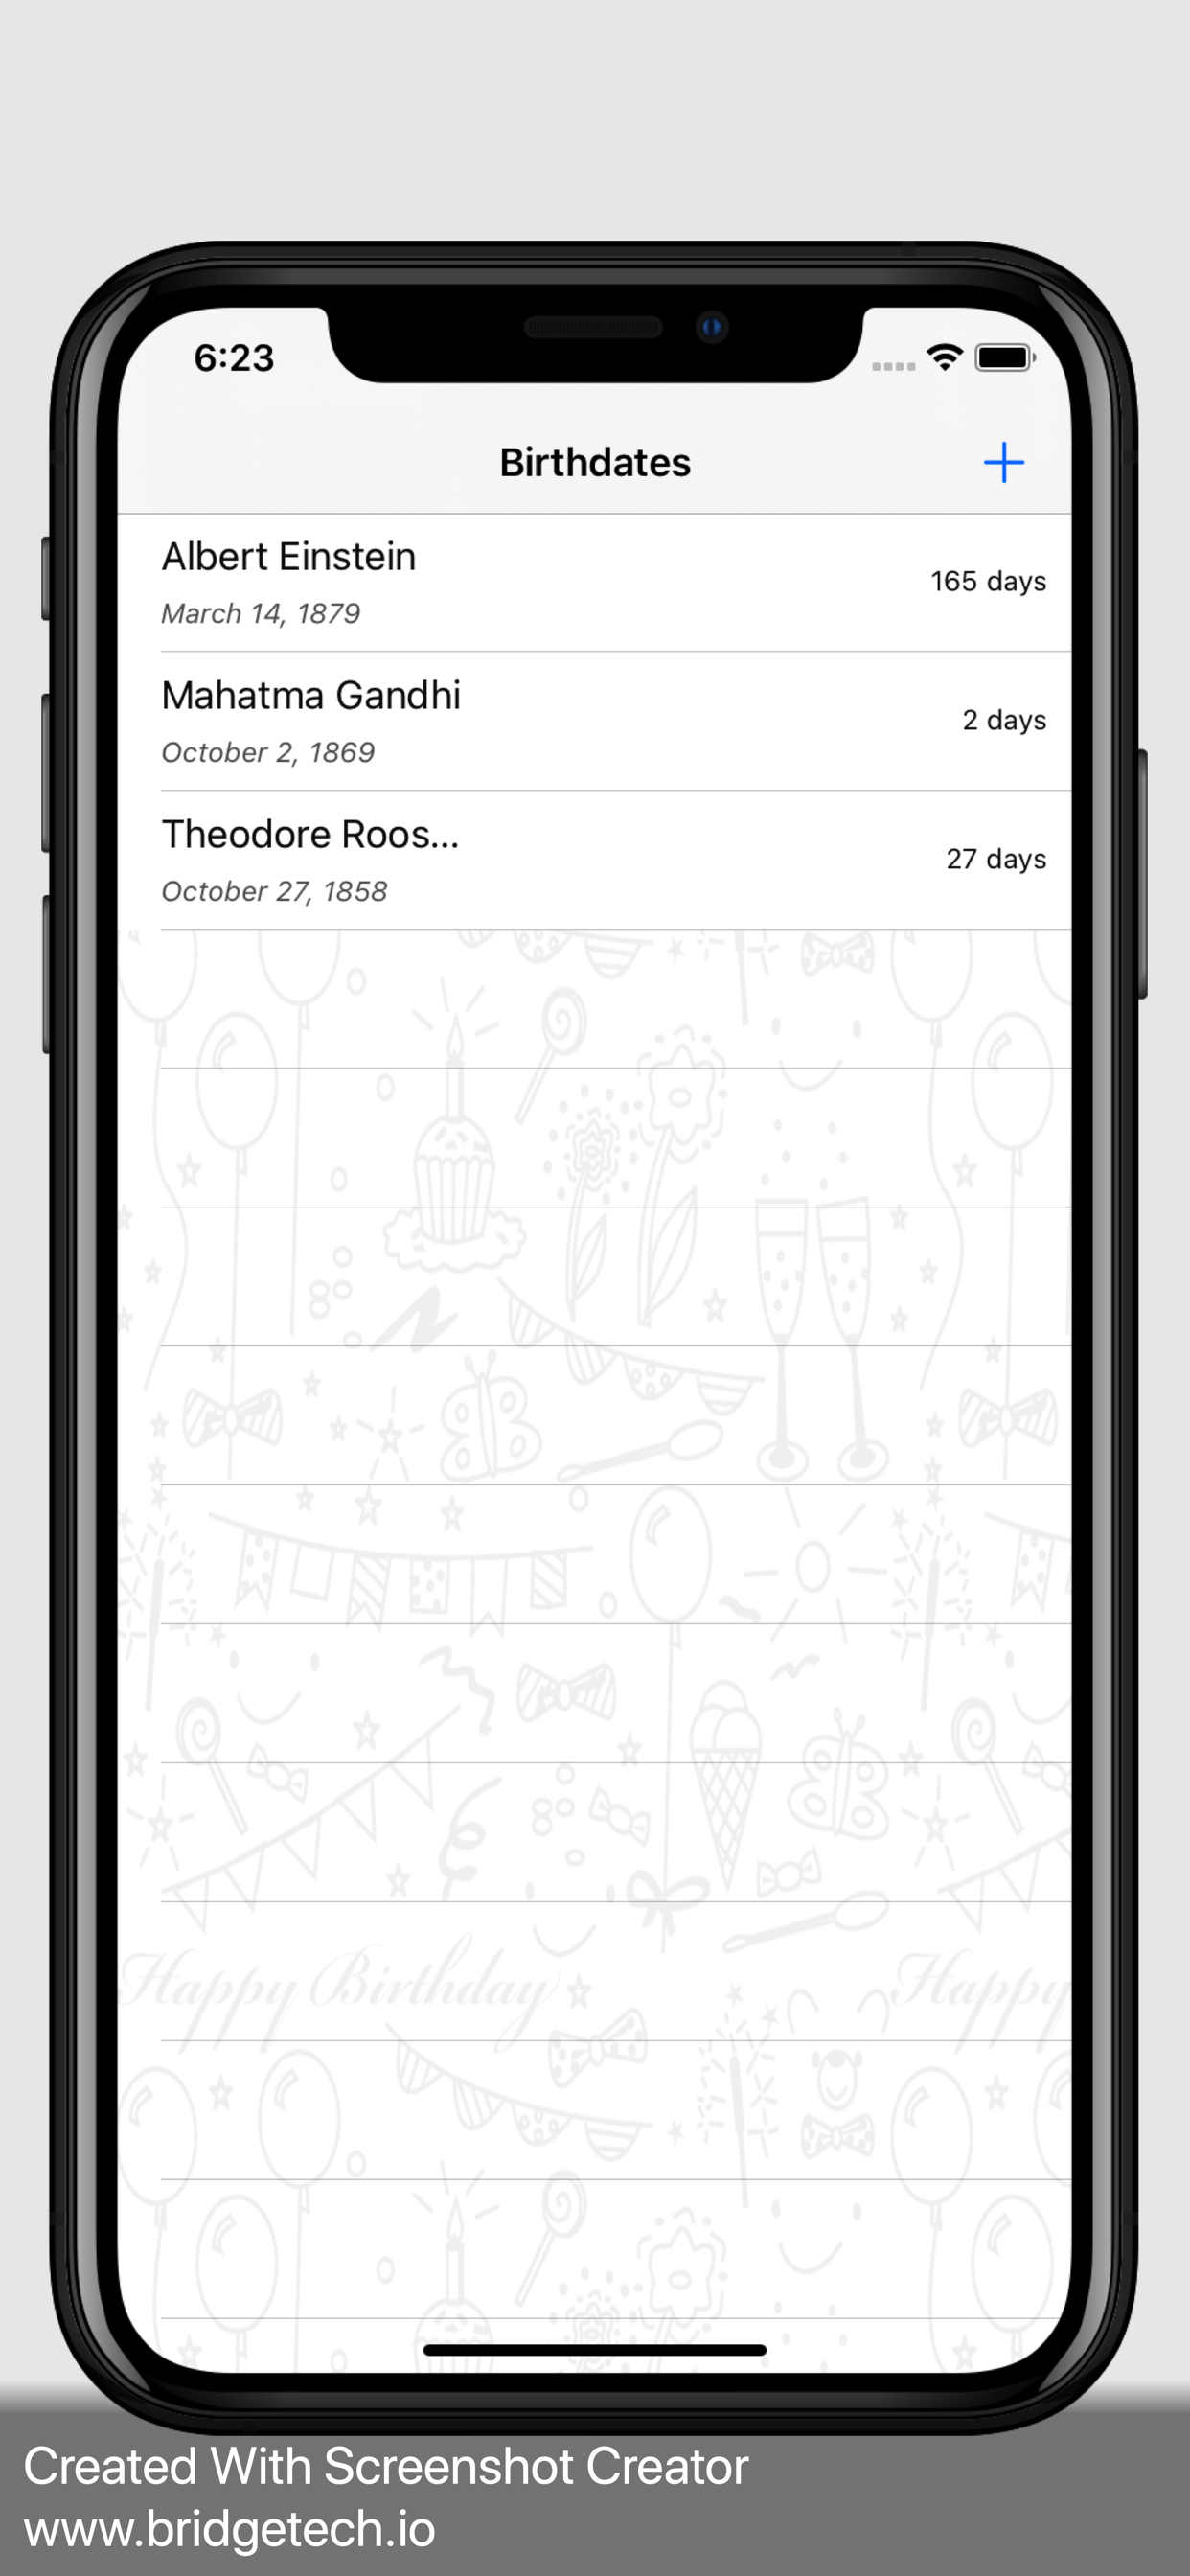 6:23
Birthdates
Albert Einstein
165 days
March 14, 1879
Mahatma Gandhi
2 days
October 2, 1869
Theodore Roos...
27 days
October 27, 1858
Happy Birthday
Happy
Created With Screenshot Creator
www.bridgetech.io